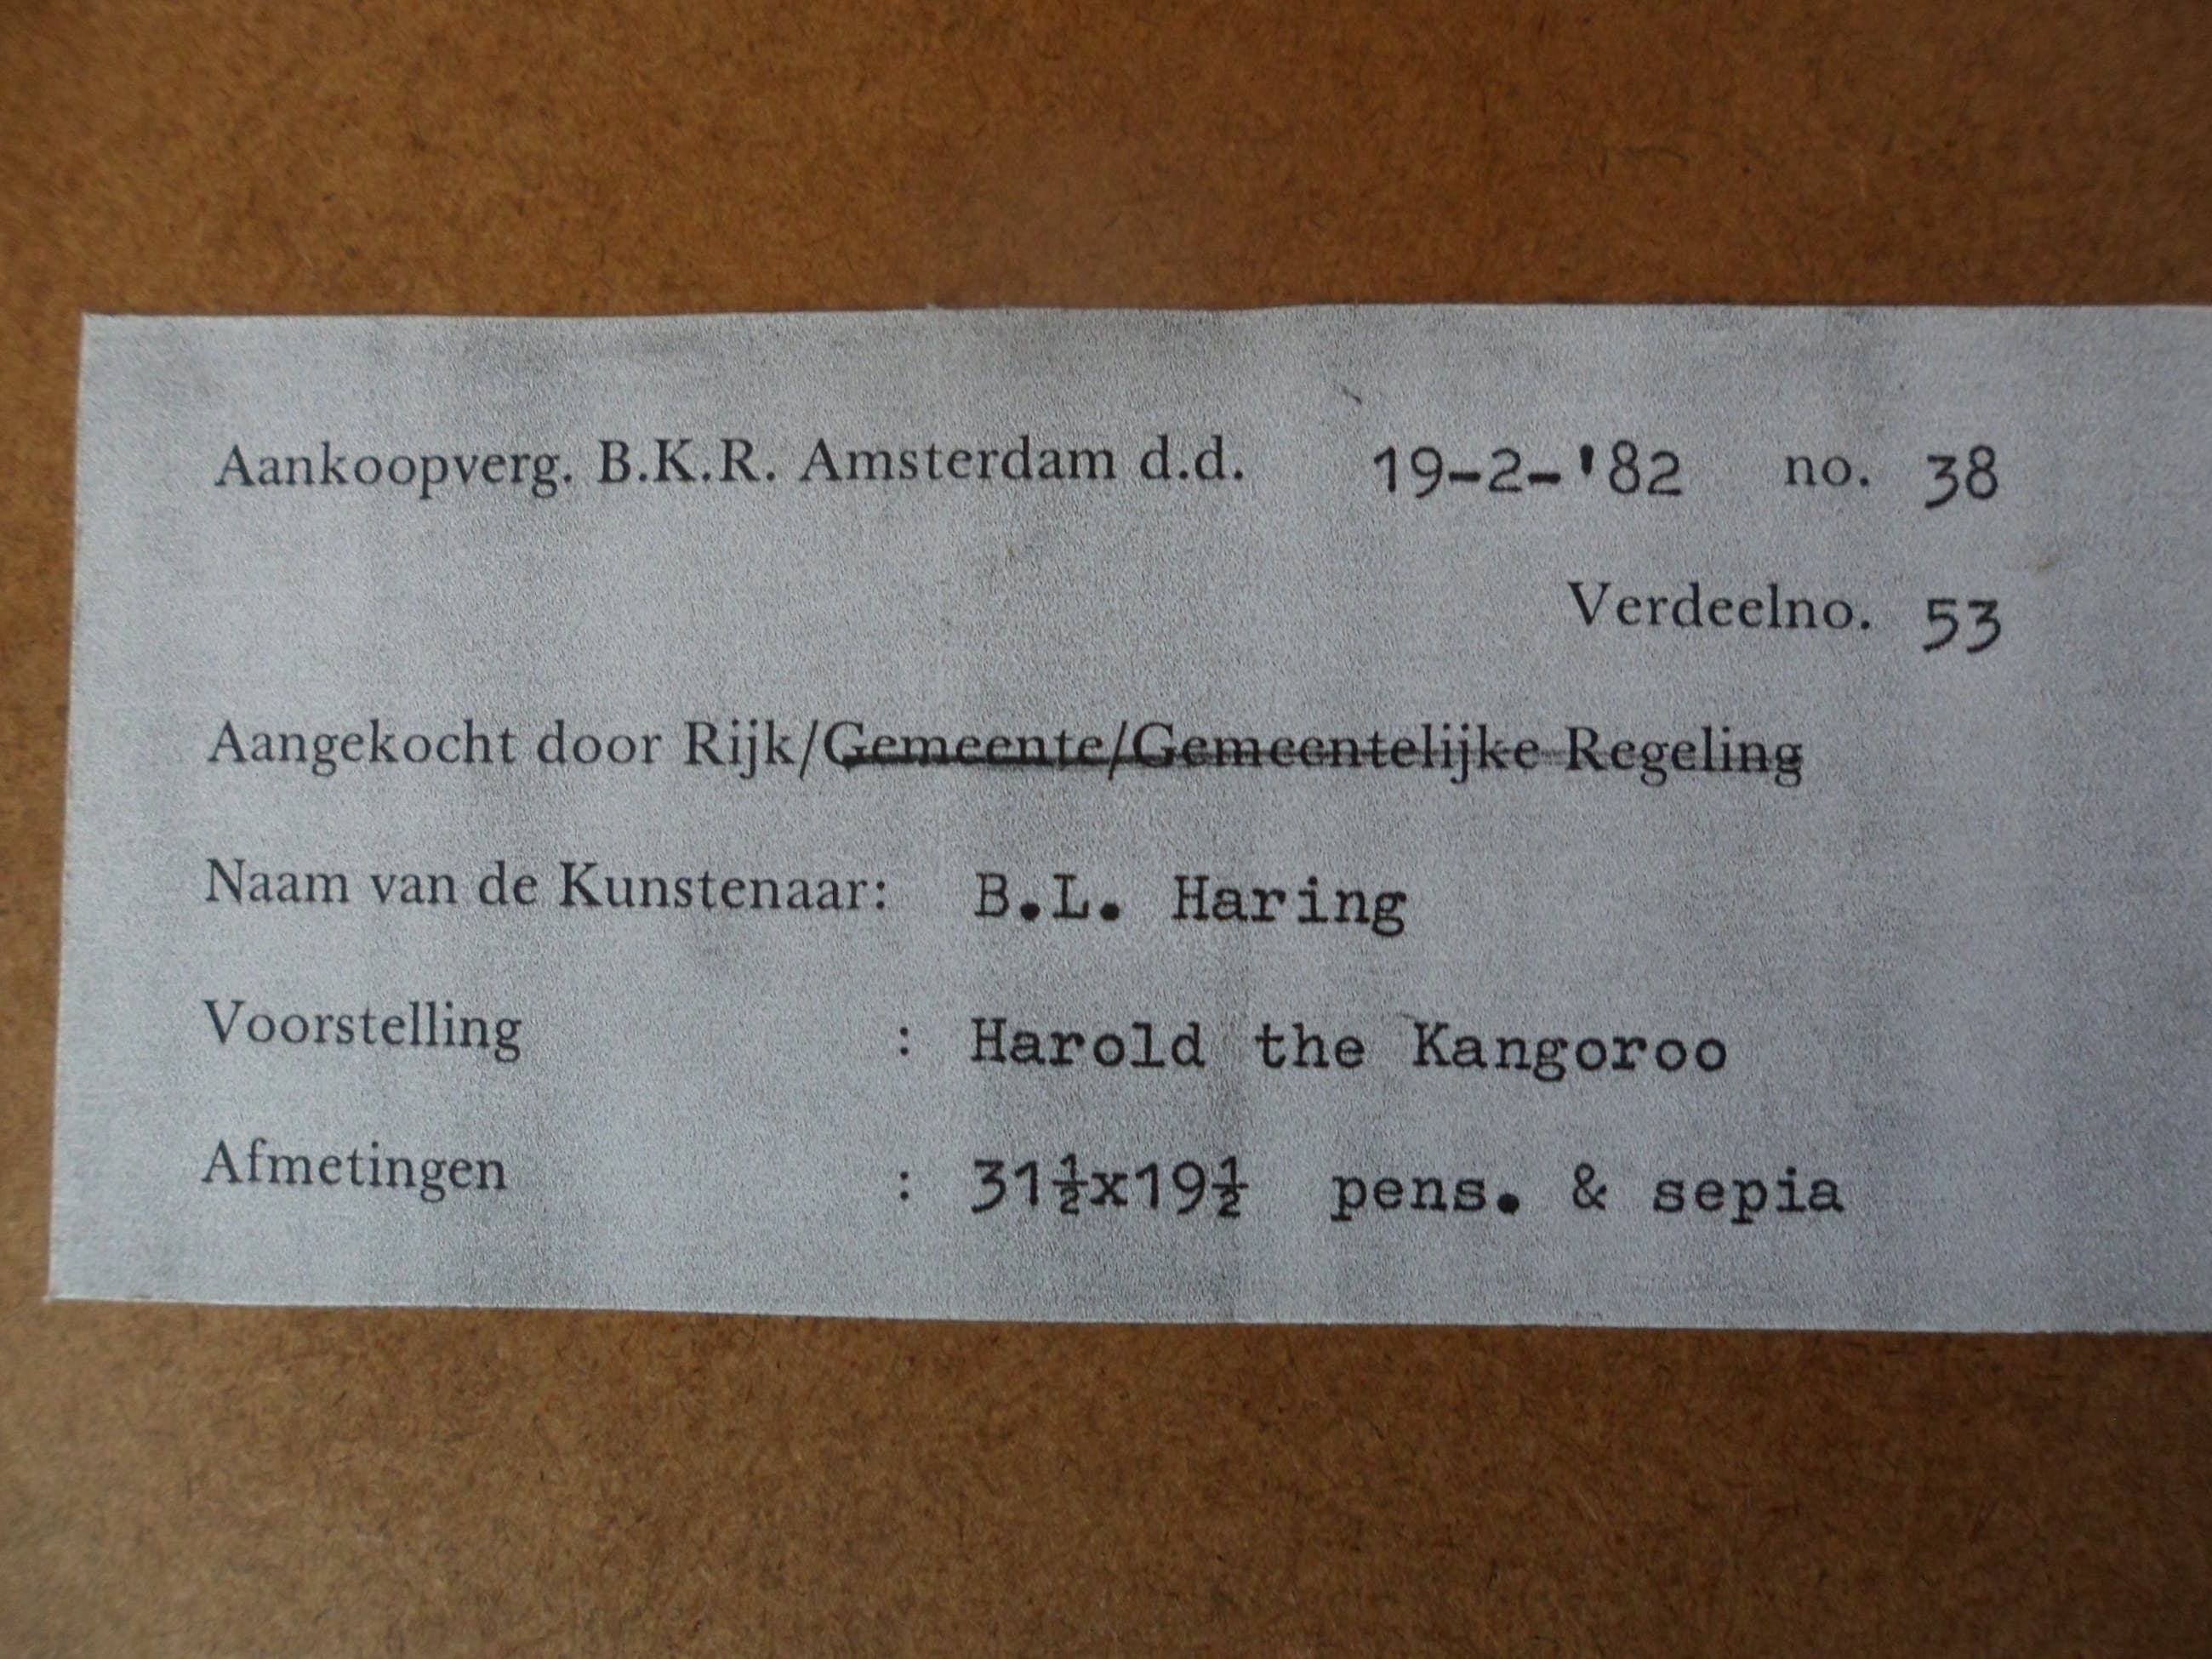 Aankoopverg. B.K.R. Amsterdam d.d. 19-2-'82 no. 38
Verdeelno. 53
Aangekocht door Rijk/Gemeente/Gemeentelijke Regeling
Naam van de Kunstenaar: B.L. Haring
Voorstelling : Harold the Kangoroo
Afmetingen : 31½x19½ pens. & sepia